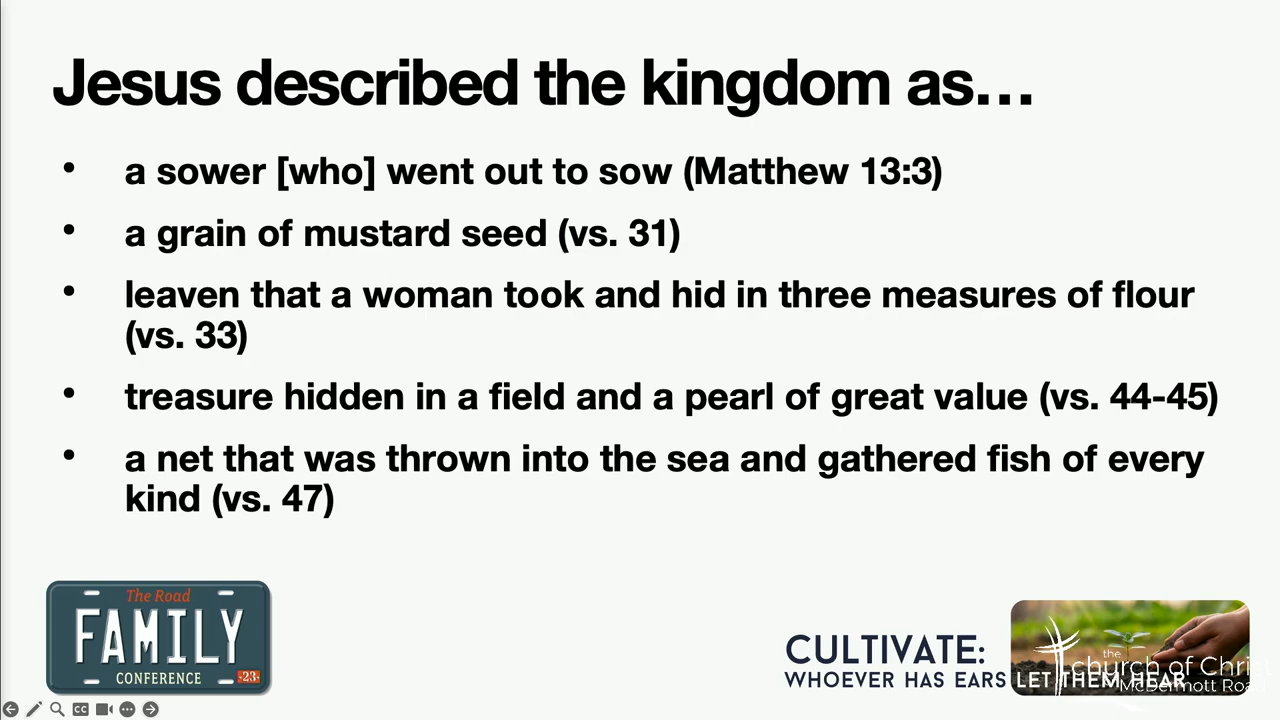 Jesus described the kingdom as…
• a sower [who] went out to sow (Matthew 13:3)
• a grain of mustard seed (vs. 31)
• leaven that a woman took and hid in three measures of flour
(vs. 33)
• treasure hidden in a field and a pearl of great value (vs. 44-45)
• a net that was thrown into the sea and gathered fish of every
kind (vs. 47)
The Road
FAMILY
CONFERENCE
23
CULTIVATE:
WHOEVER HAS EARS LET THEM HEAR
the
church of Christ
McDermott Road
CC